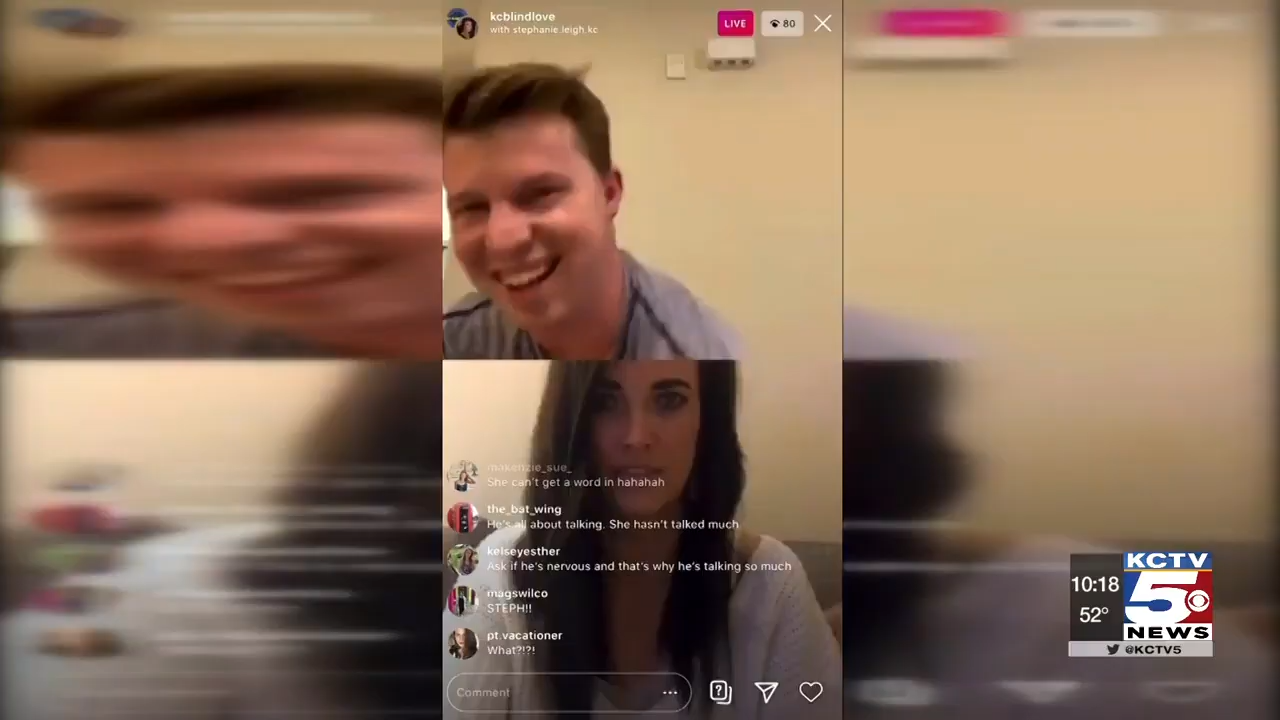 kcblindlove
with stephanie.leigh.kc
LIVE
80
makenzie_sue_
She can't get a word in hahahah
the_bat_wing
He's all about talking. She hasn't talked much
kelseyesther
Ask if he's nervous and that's why he's talking so much
magswilco
STEPH!!
pt.vacationer
What?!?!
Comment
10:18
52°
KCTV
5
NEWS
@KCTV5